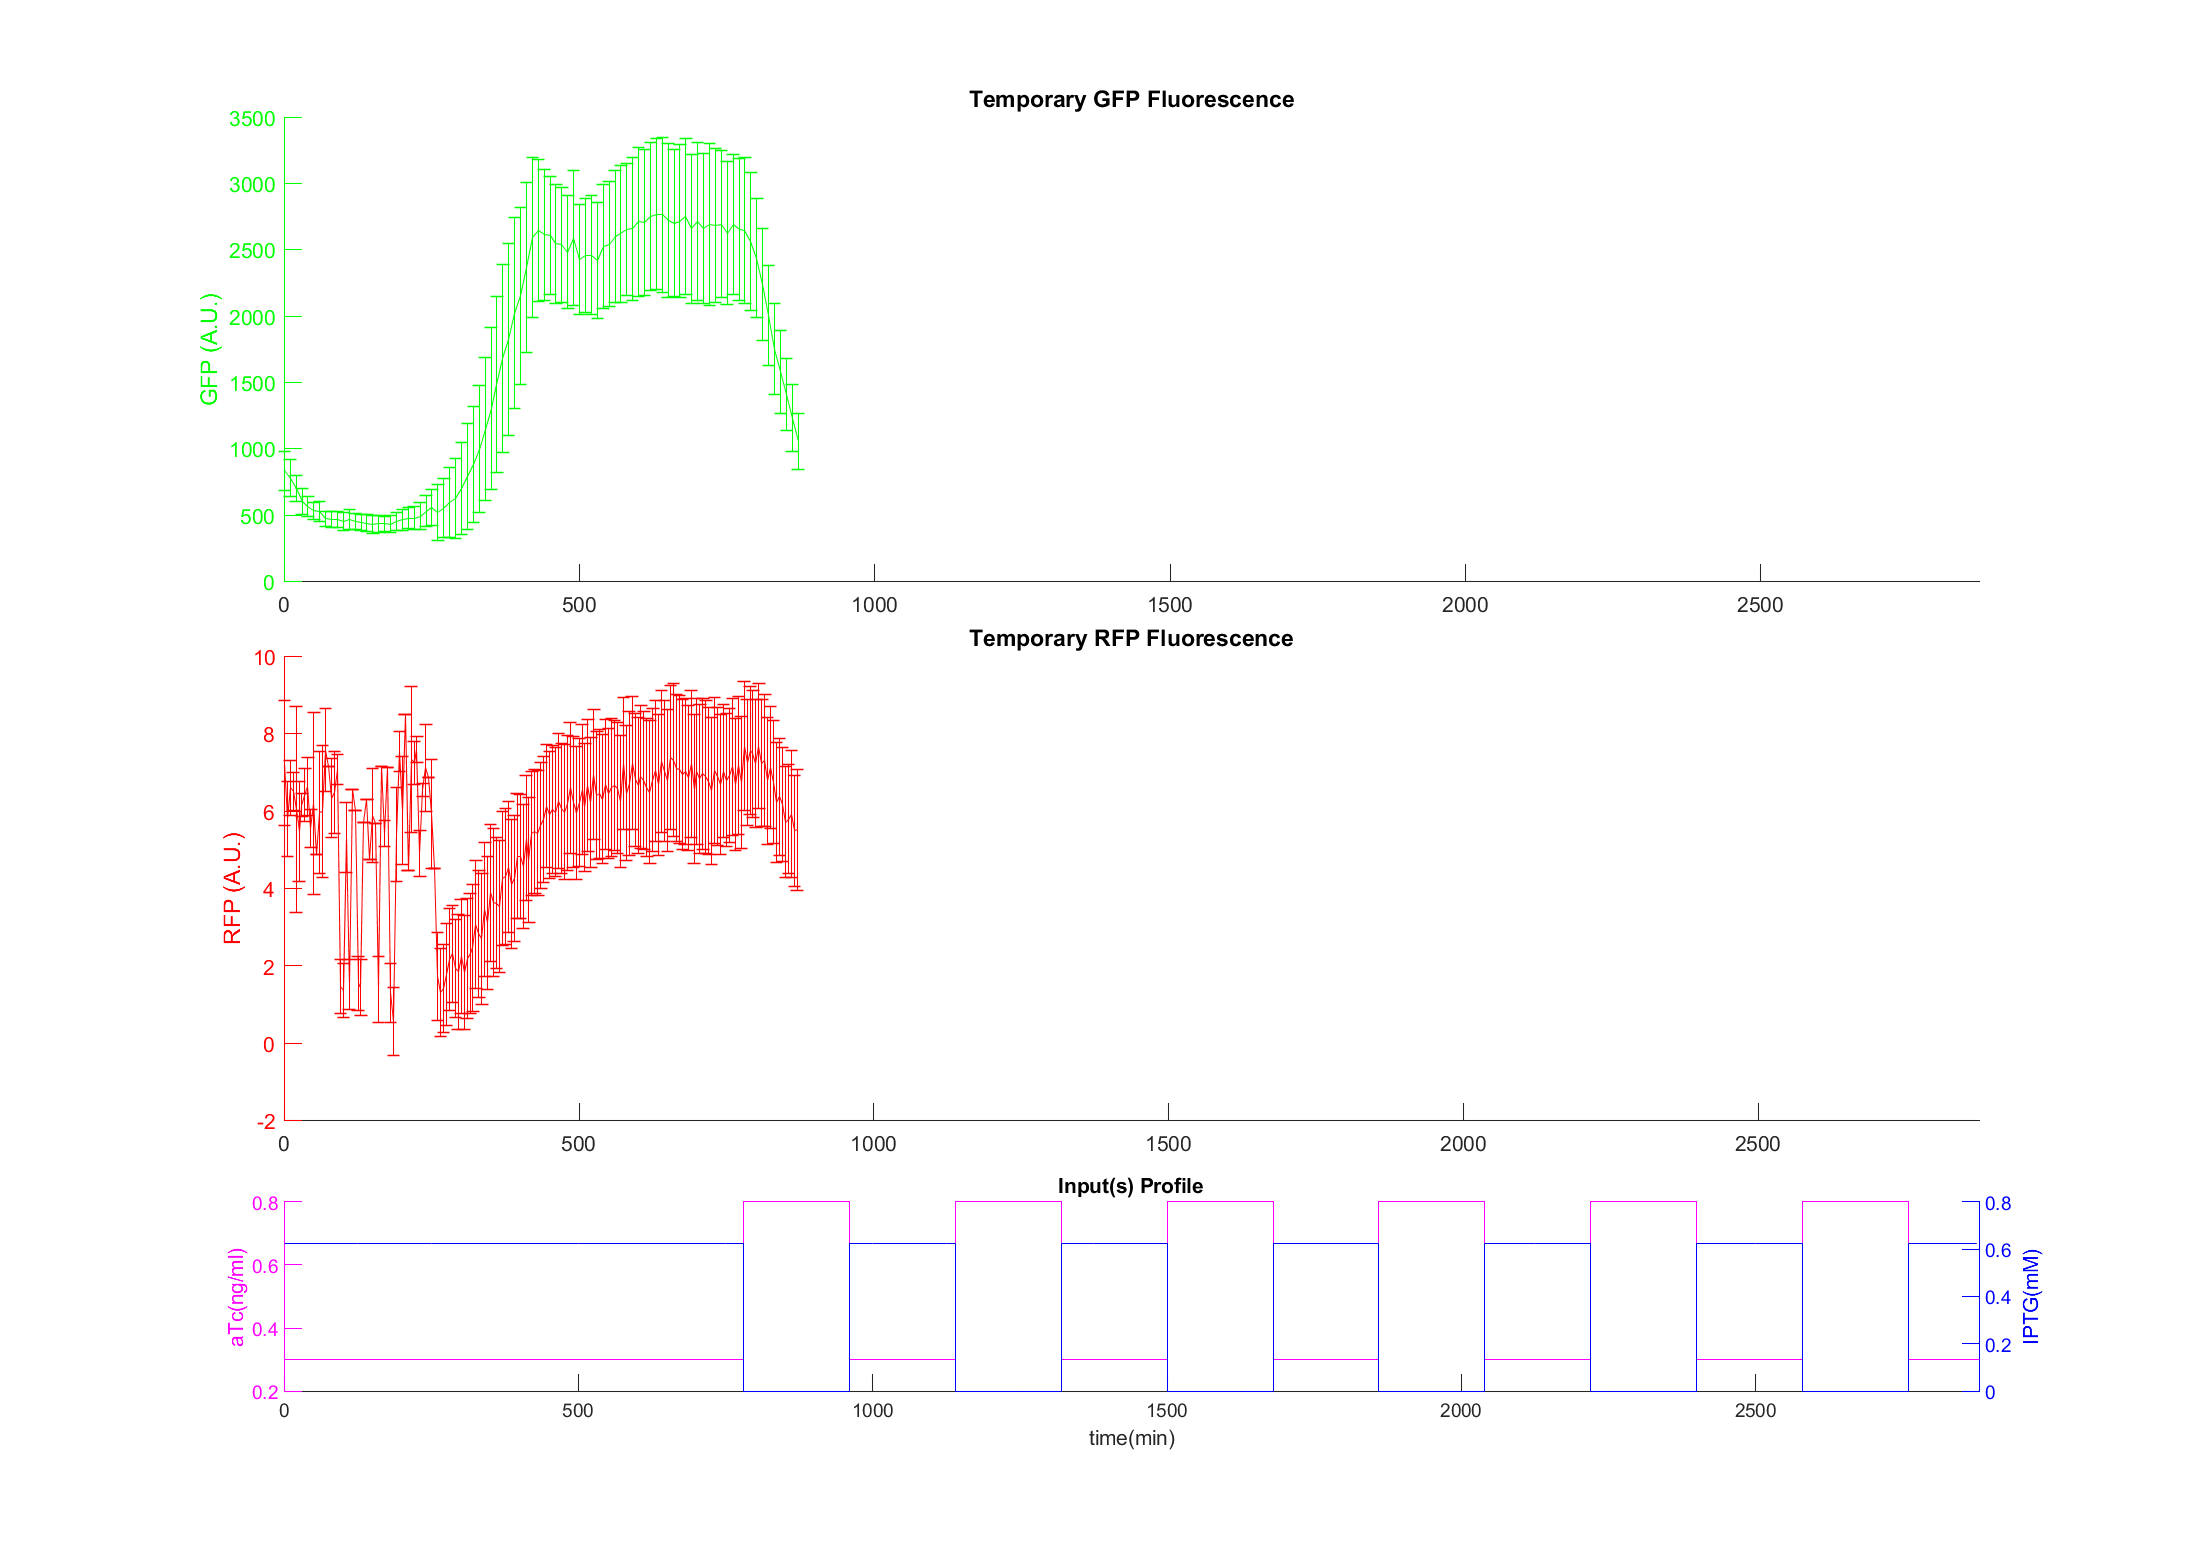 Temporary GFP Fluorescence
3500
3000
2500
2000
1500
1000
500
0
GFP (A.U.)
0 500 1000 1500 2000 2500
Temporary RFP Fluorescence
10
8
6
4
2
0
-2
RFP (A.U.)
0 500 1000 1500 2000 2500
Input(s) Profile
0.8
0.6
0.4
0.2
aTc(ng/ml)
0.8
0.6
0.4
0.2
0
IPTG(mM)
0 500 1000 1500 2000 2500
time(min)